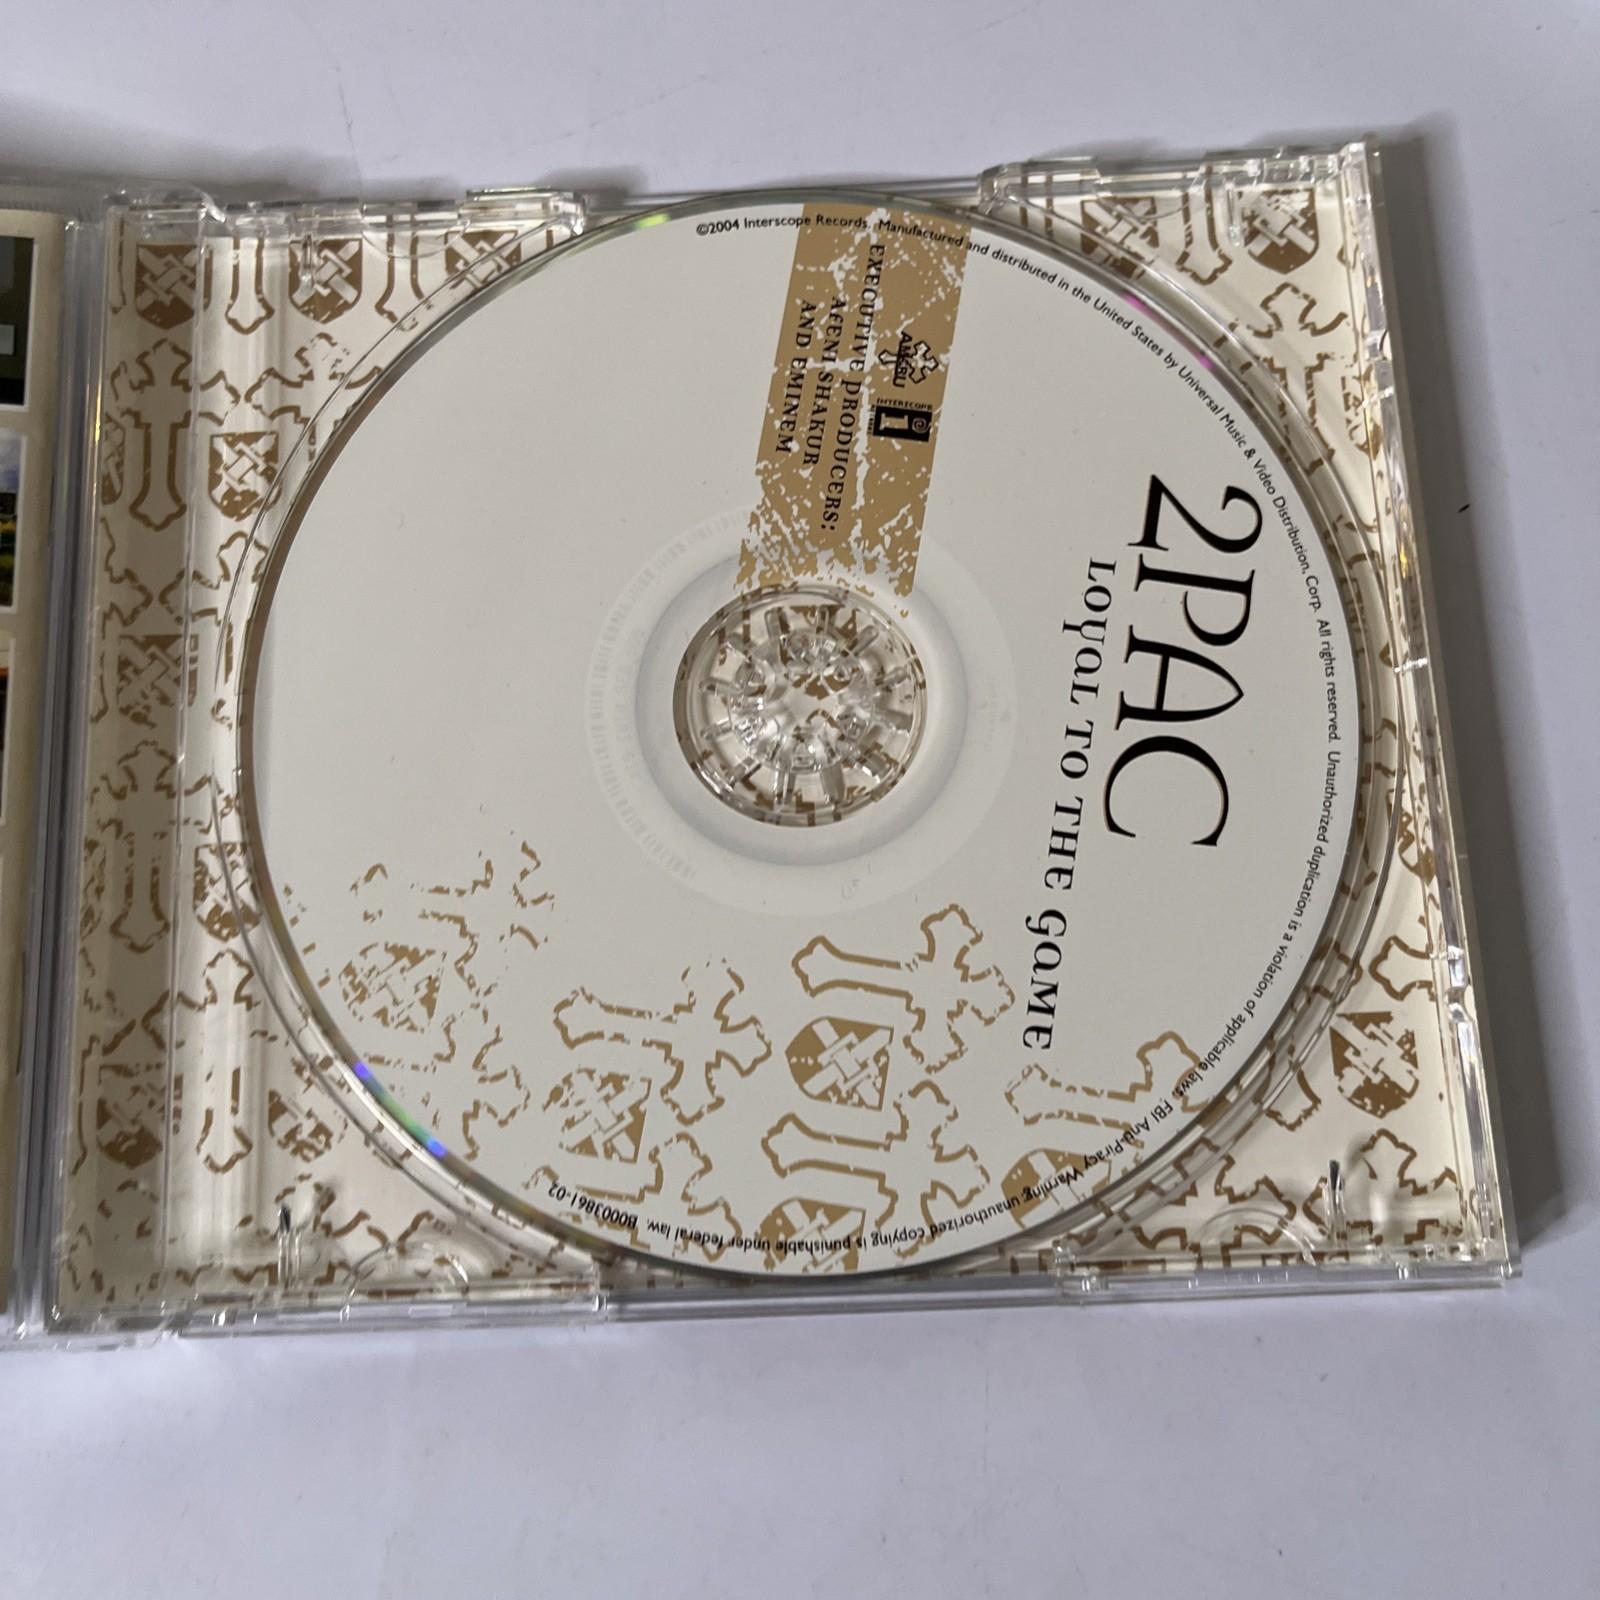 2PAC
LOYAL TO THE GAME
AMARU
INTERSCOPE
RECORDS
EXECUTIVE PRODUCERS:
AFENI SHAKUR
AND EMINEM
©2004 Interscope Records. Manufactured and distributed in the United States by Universal Music & Video Distribution, Corp. All rights reserved. Unauthorized duplication is a violation of applicable laws. FBI Anti-Piracy Warning: unauthorized copying is punishable under federal law. B0003861-02